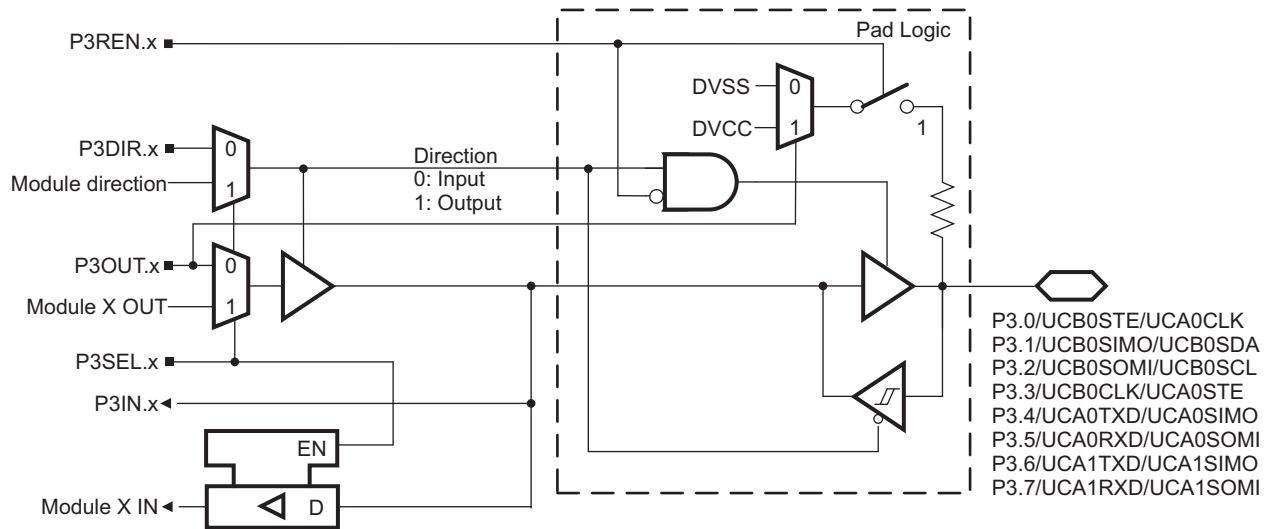 Pad Logic
P3REN.x
DVSS
0
DVCC
1
1
P3DIR.x
0
Module direction
1
Direction
0: Input
1: Output
P3OUT.x
0
Module X OUT
1
P3SEL.x
P3IN.x
EN
Module X IN
D
P3.0/UCB0STE/UCA0CLK
P3.1/UCB0SIMO/UCB0SDA
P3.2/UCB0SOMI/UCB0SCL
P3.3/UCB0CLK/UCA0STE
P3.4/UCA0TXD/UCA0SIMO
P3.5/UCA0RXD/UCA0SOMI
P3.6/UCA1TXD/UCA1SIMO
P3.7/UCA1RXD/UCA1SOMI